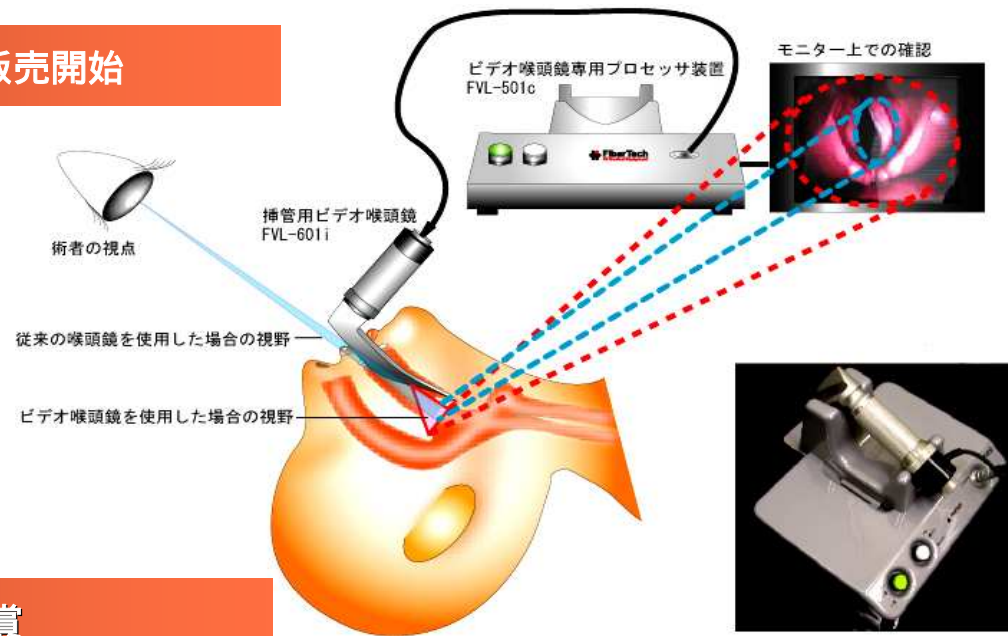 販売開始
ビデオ喉頭鏡専用プロセッサ装置
FVL-501c
モニター上での確認
FiberTech
挿管用ビデオ喉頭鏡
FVL-601i
術者の視点
従来の喉頭鏡を使用した場合の視野
ビデオ喉頭鏡を使用した場合の視野
賞